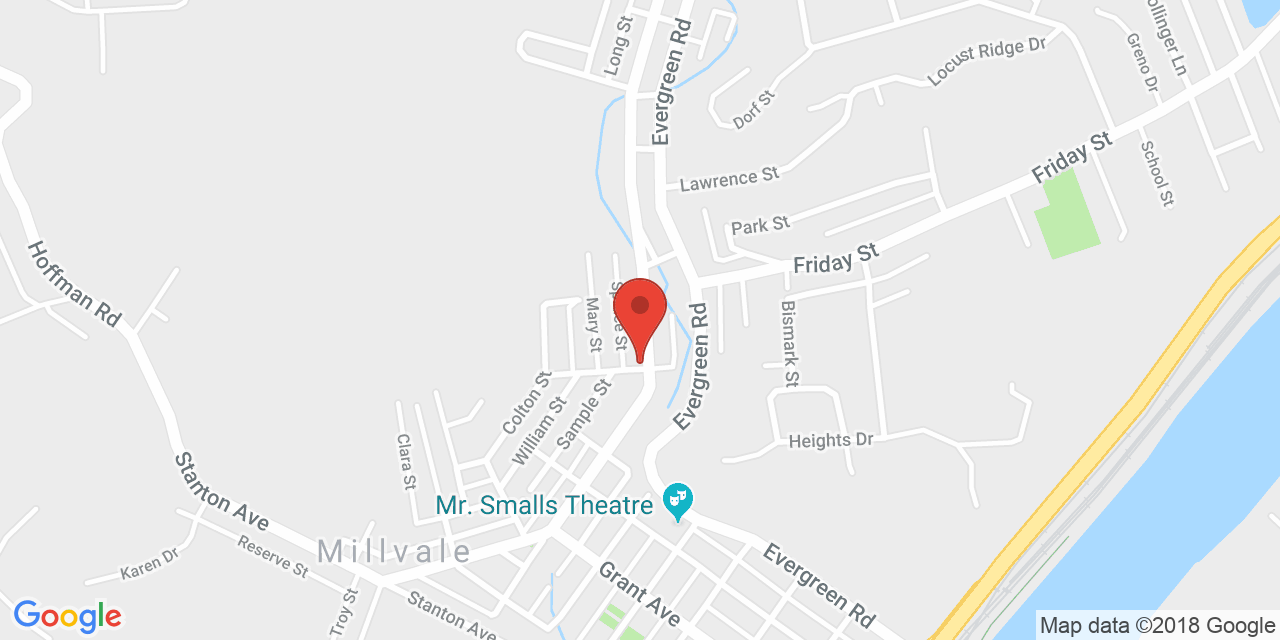 Long St
Evergreen Rd
Dorf St
Locust Ridge Dr
Greno Dr
Friday St
School St
Lawrence St
Park St
Friday St
Hoffman Rd
Mary St
Evergreen Rd
Bismark St
Colton St
William St
Sample St
Clara St
Heights Dr
Stanton Ave
Mr. Smalls Theatre
Millvale
Karen Dr
Reserve St
Troy St
Stanton Ave
Grant Ave
Evergreen Rd
Google
Map data ©2018 Google